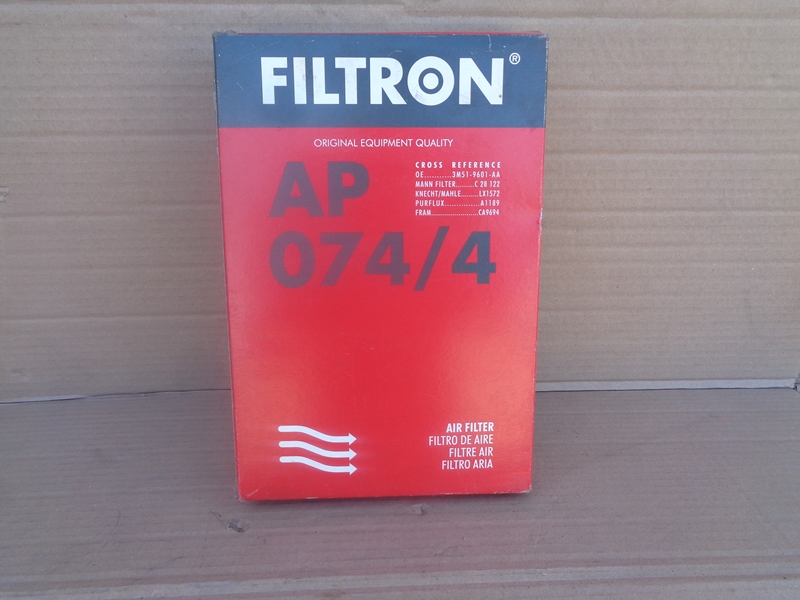 FILTRON®
ORIGINAL EQUIPMENT QUALITY
AP
074/4
CROSS REFERENCE
OE..........3M51-9601-AA
MANN FILTER.......C 28 122
KNECHT/MAHLE.......LX1572
PURFLUX..............A1189
FRAM....................CA9694
AIR FILTER
FILTRO DE AIRE
FILTRE AIR
FILTRO ARIA